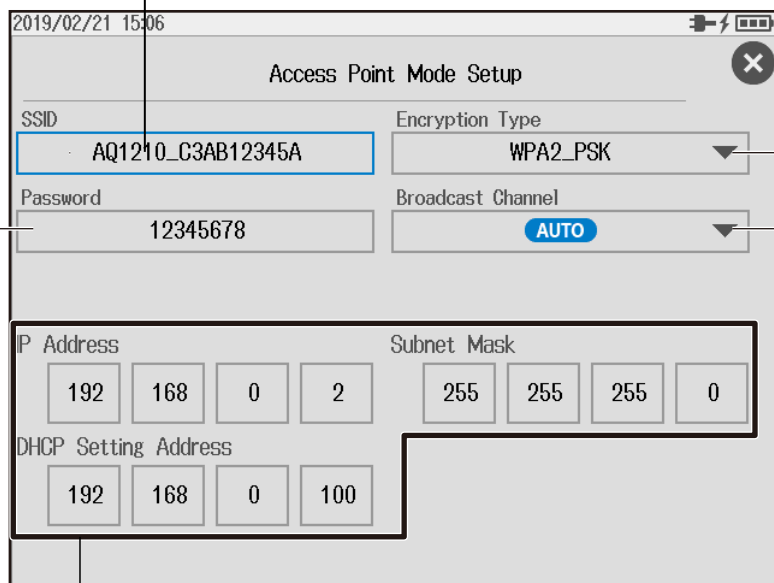 2019/02/21 15:06
Access Point Mode Setup
SSID
Encryption Type
AQ1210_C3AB12345A
WPA2_PSK
Password
Broadcast Channel
12345678
AUTO
IP Address
Subnet Mask
192 168 0 2
255 255 255 0
DHCP Setting Address
192 168 0 100